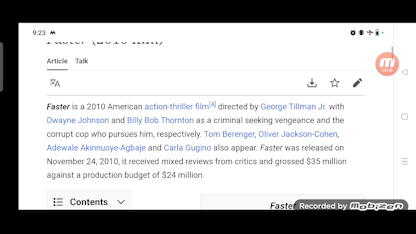 9:23
Faster (2010 film)
Article Talk
Faster is a 2010 American action-thriller film[4] directed by George Tillman Jr. with
Dwayne Johnson and Billy Bob Thornton as a criminal seeking vengeance and the
corrupt cop who pursues him, respectively. Tom Berenger, Oliver Jackson-Cohen,
Adewale Akinnuoye-Agbaje and Carla Gugino also appear. Faster was released on
November 24, 2010, it received mixed reviews from critics and grossed $35 million
against a production budget of $24 million.
Contents
Faster
Recorded by Mobizen